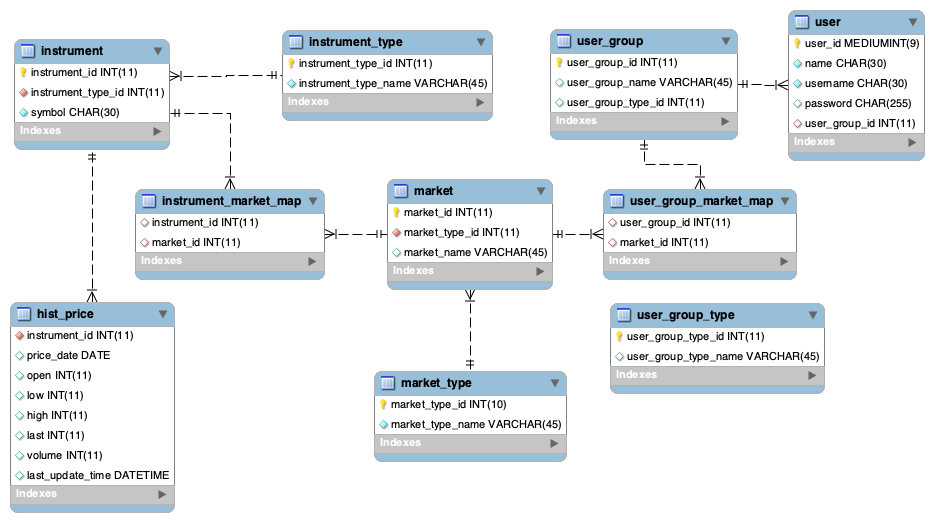 instrument
instrument_id INT(11)
instrument_type_id INT(11)
symbol CHAR(30)
Indexes
instrument_type
instrument_type_id INT(11)
instrument_type_name VARCHAR(45)
Indexes
user_group
user_group_id INT(11)
user_group_name VARCHAR(45)
user_group_type_id INT(11)
Indexes
user
user_id MEDIUMINT(9)
name CHAR(30)
username CHAR(30)
password CHAR(255)
user_group_id INT(11)
Indexes
instrument_market_map
instrument_id INT(11)
market_id INT(11)
Indexes
market
market_id INT(11)
market_type_id INT(11)
market_name VARCHAR(45)
Indexes
user_group_market_map
user_group_id INT(11)
market_id INT(11)
Indexes
hist_price
instrument_id INT(11)
price_date DATE
open INT(11)
low INT(11)
high INT(11)
last INT(11)
volume INT(11)
last_update_time DATETIME
Indexes
market_type
market_type_id INT(10)
market_type_name VARCHAR(45)
Indexes
user_group_type
user_group_type_id INT(11)
user_group_type_name VARCHAR(45)
Indexes